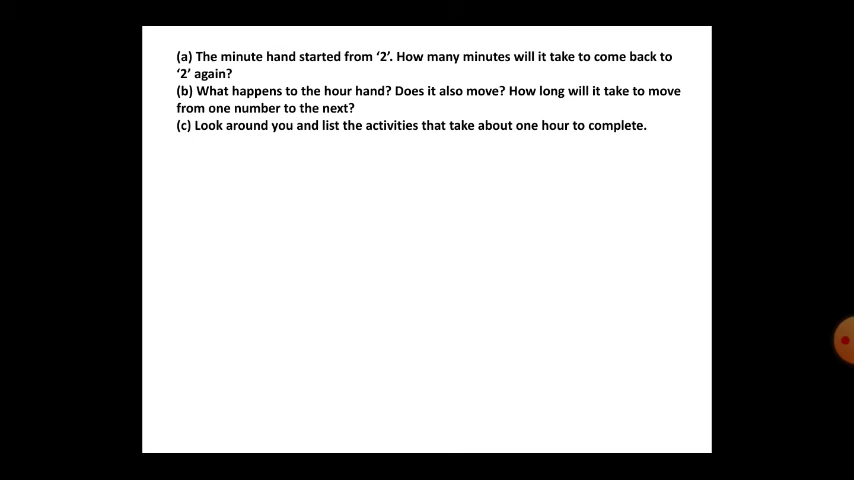 (a) The minute hand started from ‘2’. How many minutes will it take to come back to
‘2’ again?
(b) What happens to the hour hand? Does it also move? How long will it take to move
from one number to the next?
(c) Look around you and list the activities that take about one hour to complete.